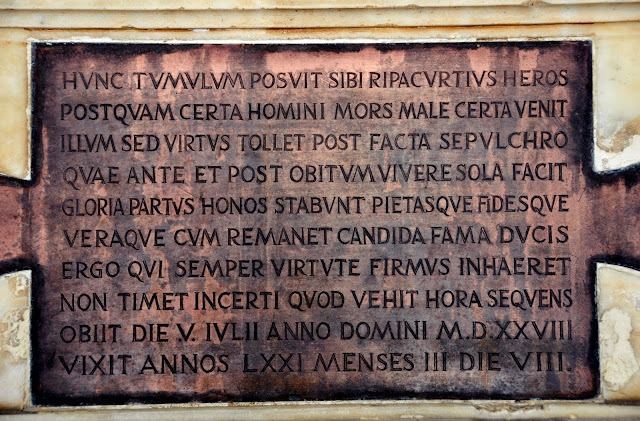 HVNC TVMVLVM POSVIT SIBI RIPACVRTIVS HEROS
POSTQVAM CERTA HOMINI MORS MALE CERTA VENIT
ILLVM SED VIRTVS TOLLET POST FACTA SEPVLCHRO
QVAE ANTE ET POST OBITVM VIVERE SOLA FACIT
GLORIA PARTVS HONOS STABVNT PIETASQVE FIDESQVE
VERAQVE CVM REMANET CANDIDA FAMA DVCIS
ERGO QVI SEMPER VIRTVTE FIRMVS INHAERET
NON TIMET INCERTI QVOD VEHIT HORA SEQVENS
OBIIT DIE V. IVLII ANNO DOMINI M.D.XXVIII
VIXIT ANNOS LXXI MENSES III DIE VIII.